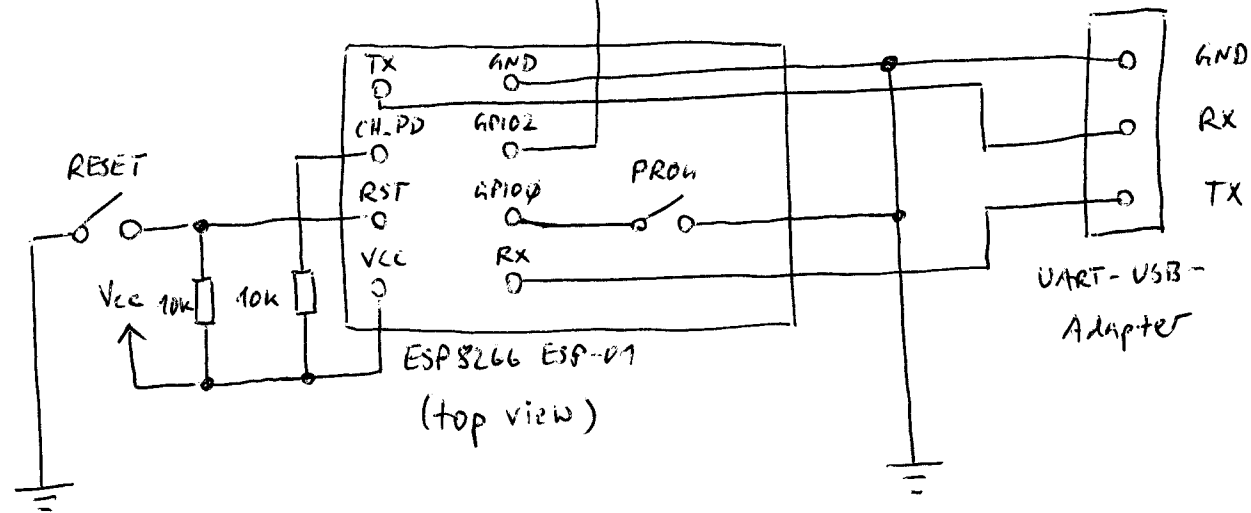 TX GND GND
CH_PD GPIO2 RX
RESET RST GPIO0 PROG TX
VCC RX
Vcc 10k 10k UART-USB-
Adapter
ESP8266 ESP-01
(top view)